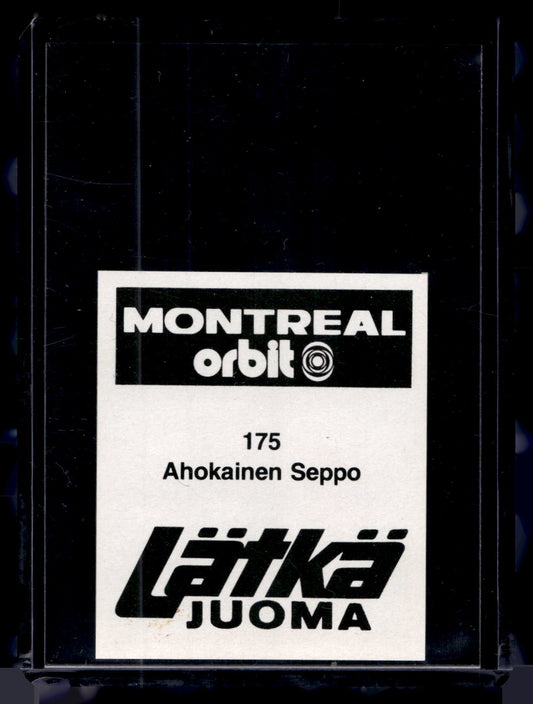 MONTREAL
orbit
175
Ahokainen Seppo
Lätkä
JUOMA